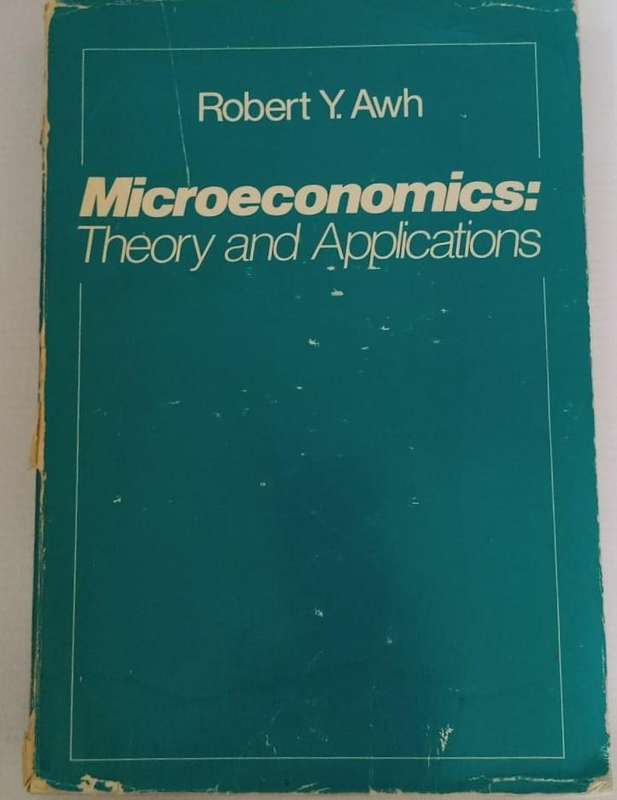 Robert Y. Awh
Microeconomics:
Theory and Applications